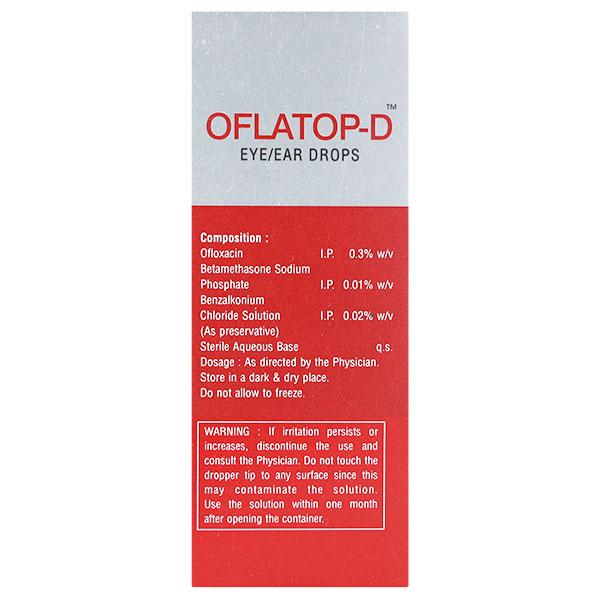 OFLATOP-D™
EYE/EAR DROPS
Composition :
Ofloxacin I.P. 0.3% w/v
Betamethasone Sodium
Phosphate I.P. 0.01% w/v
Benzalkonium
Chloride Solution I.P. 0.02% w/v
(As preservative)
Sterile Aqueous Base q.s.
Dosage : As directed by the Physician.
Store in a dark & dry place.
Do not allow to freeze.
WARNING : If irritation persists or
increases, discontinue the use and
consult the Physician. Do not touch the
dropper tip to any surface since this
may contaminate the solution.
Use the solution within one month
after opening the container.